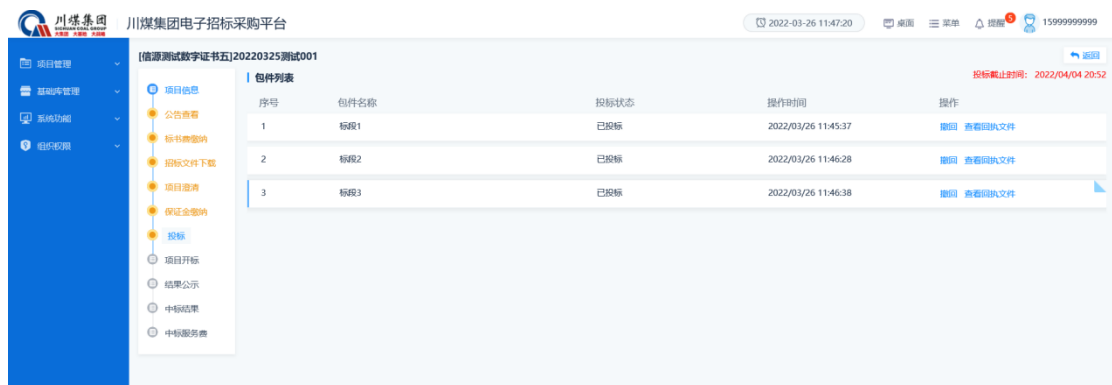 川煤集团
SICHUAN COAL GROUP
川煤集团电子招标采购平台
2022-03-26 11:47:20
桌面
菜单
提醒
5
15999999999
项目管理
基础库管理
系统功能
组织权限
[信源测试数字证书五]20220325测试001
返回
项目信息
公告查看
标书费缴纳
招标文件下载
项目澄清
保证金缴纳
投标
项目开标
结果公示
中标结果
中标服务费
包件列表
投标截止时间: 2022/04/04 20:52
序号 包件名称 投标状态 操作时间 操作
1 标段1 已投标 2022/03/26 11:45:37 撤回 查看回执文件
2 标段2 已投标 2022/03/26 11:46:28 撤回 查看回执文件
3 标段3 已投标 2022/03/26 11:46:38 撤回 查看回执文件